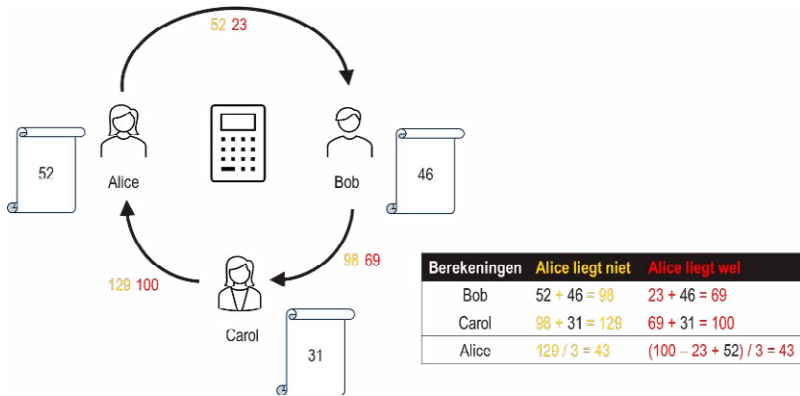 52 23
52
Alice
Bob
46
98 69
129 100
Carol
31
Berekeningen Alice liegt niet Alice liegt wel
Bob 52 + 46 = 98 23 + 46 = 69
Carol 98 + 31 = 129 69 + 31 = 100
Alice 129 / 3 = 43 (100 – 23 + 52) / 3 = 43